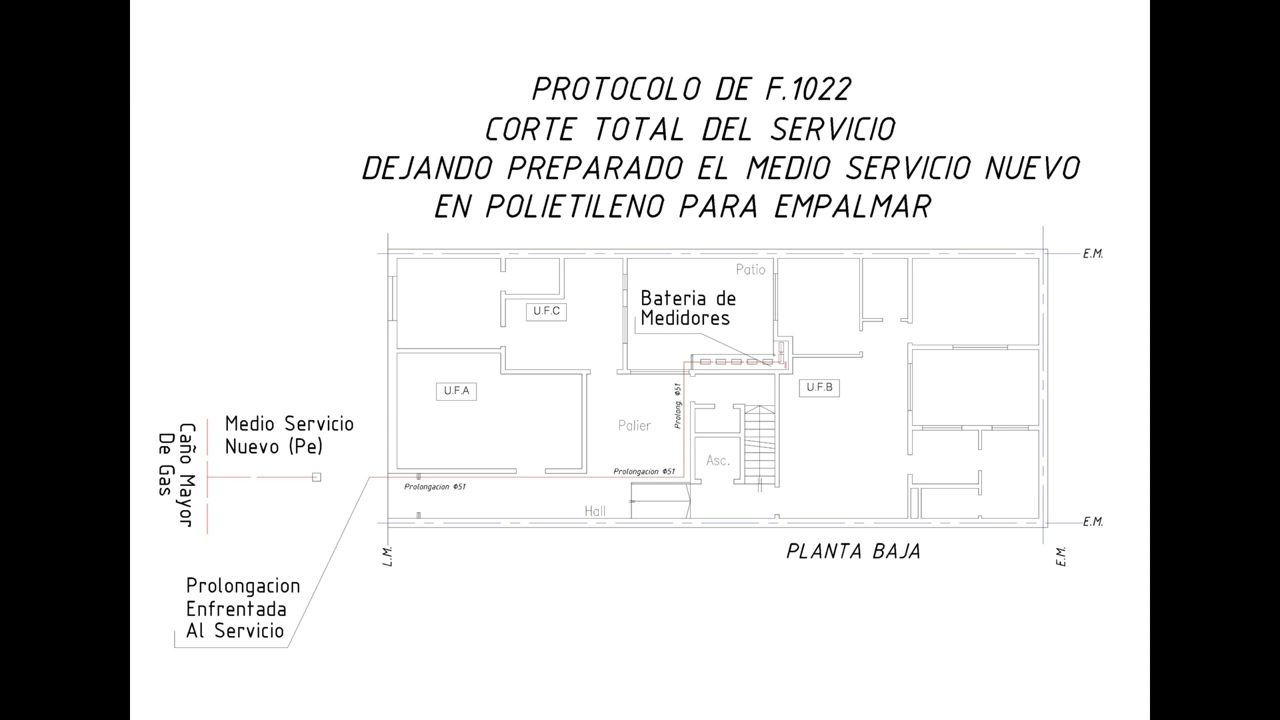 PROTOCOLO DE F.1022
CORTE TOTAL DEL SERVICIO
DEJANDO PREPARADO EL MEDIO SERVICIO NUEVO
EN POLIETILENO PARA EMPALMAR
E.M.
Patio
Bateria de
Medidores
U.F.C
U.F.A
U.F.B
Prolong. Φ51
Palier
Asc.
Medio Servicio
Nuevo (Pe)
Caño Mayor
De Gas
Prolongacion Φ51
Prolongacion Φ51
Hall
E.M.
L.M.
PLANTA BAJA
E.M.
Prolongacion
Enfrentada
Al Servicio